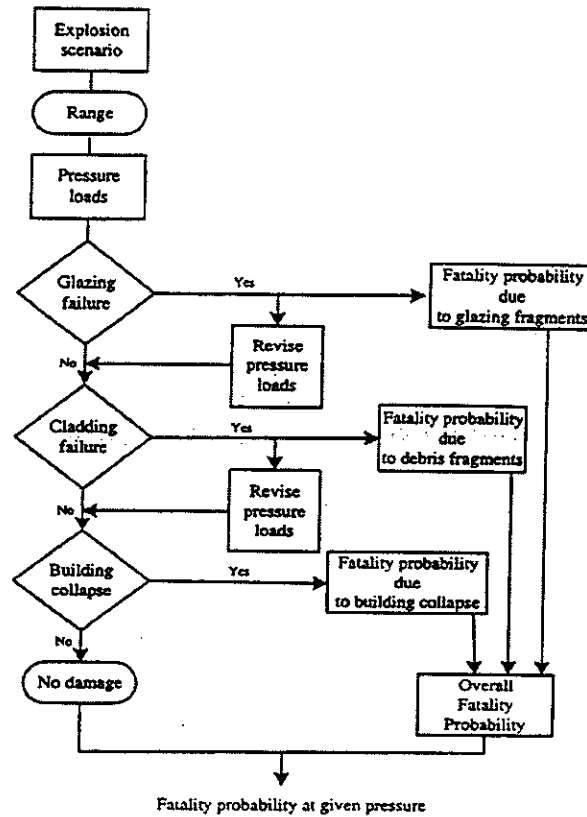 Explosion
scenario
Range
Pressure
loads
Glazing
failure
Yes
Fatality probability
due
to glazing fragments
No
Revise
pressure
loads
Cladding
failure
Yes
Fatality probability
due
to debris fragments
No
Revise
pressure
loads
Building
collapse
Yes
Fatality probability
due
to building collapse
No
No damage
Overall
Fatality
Probability
Fatality probability at given pressure